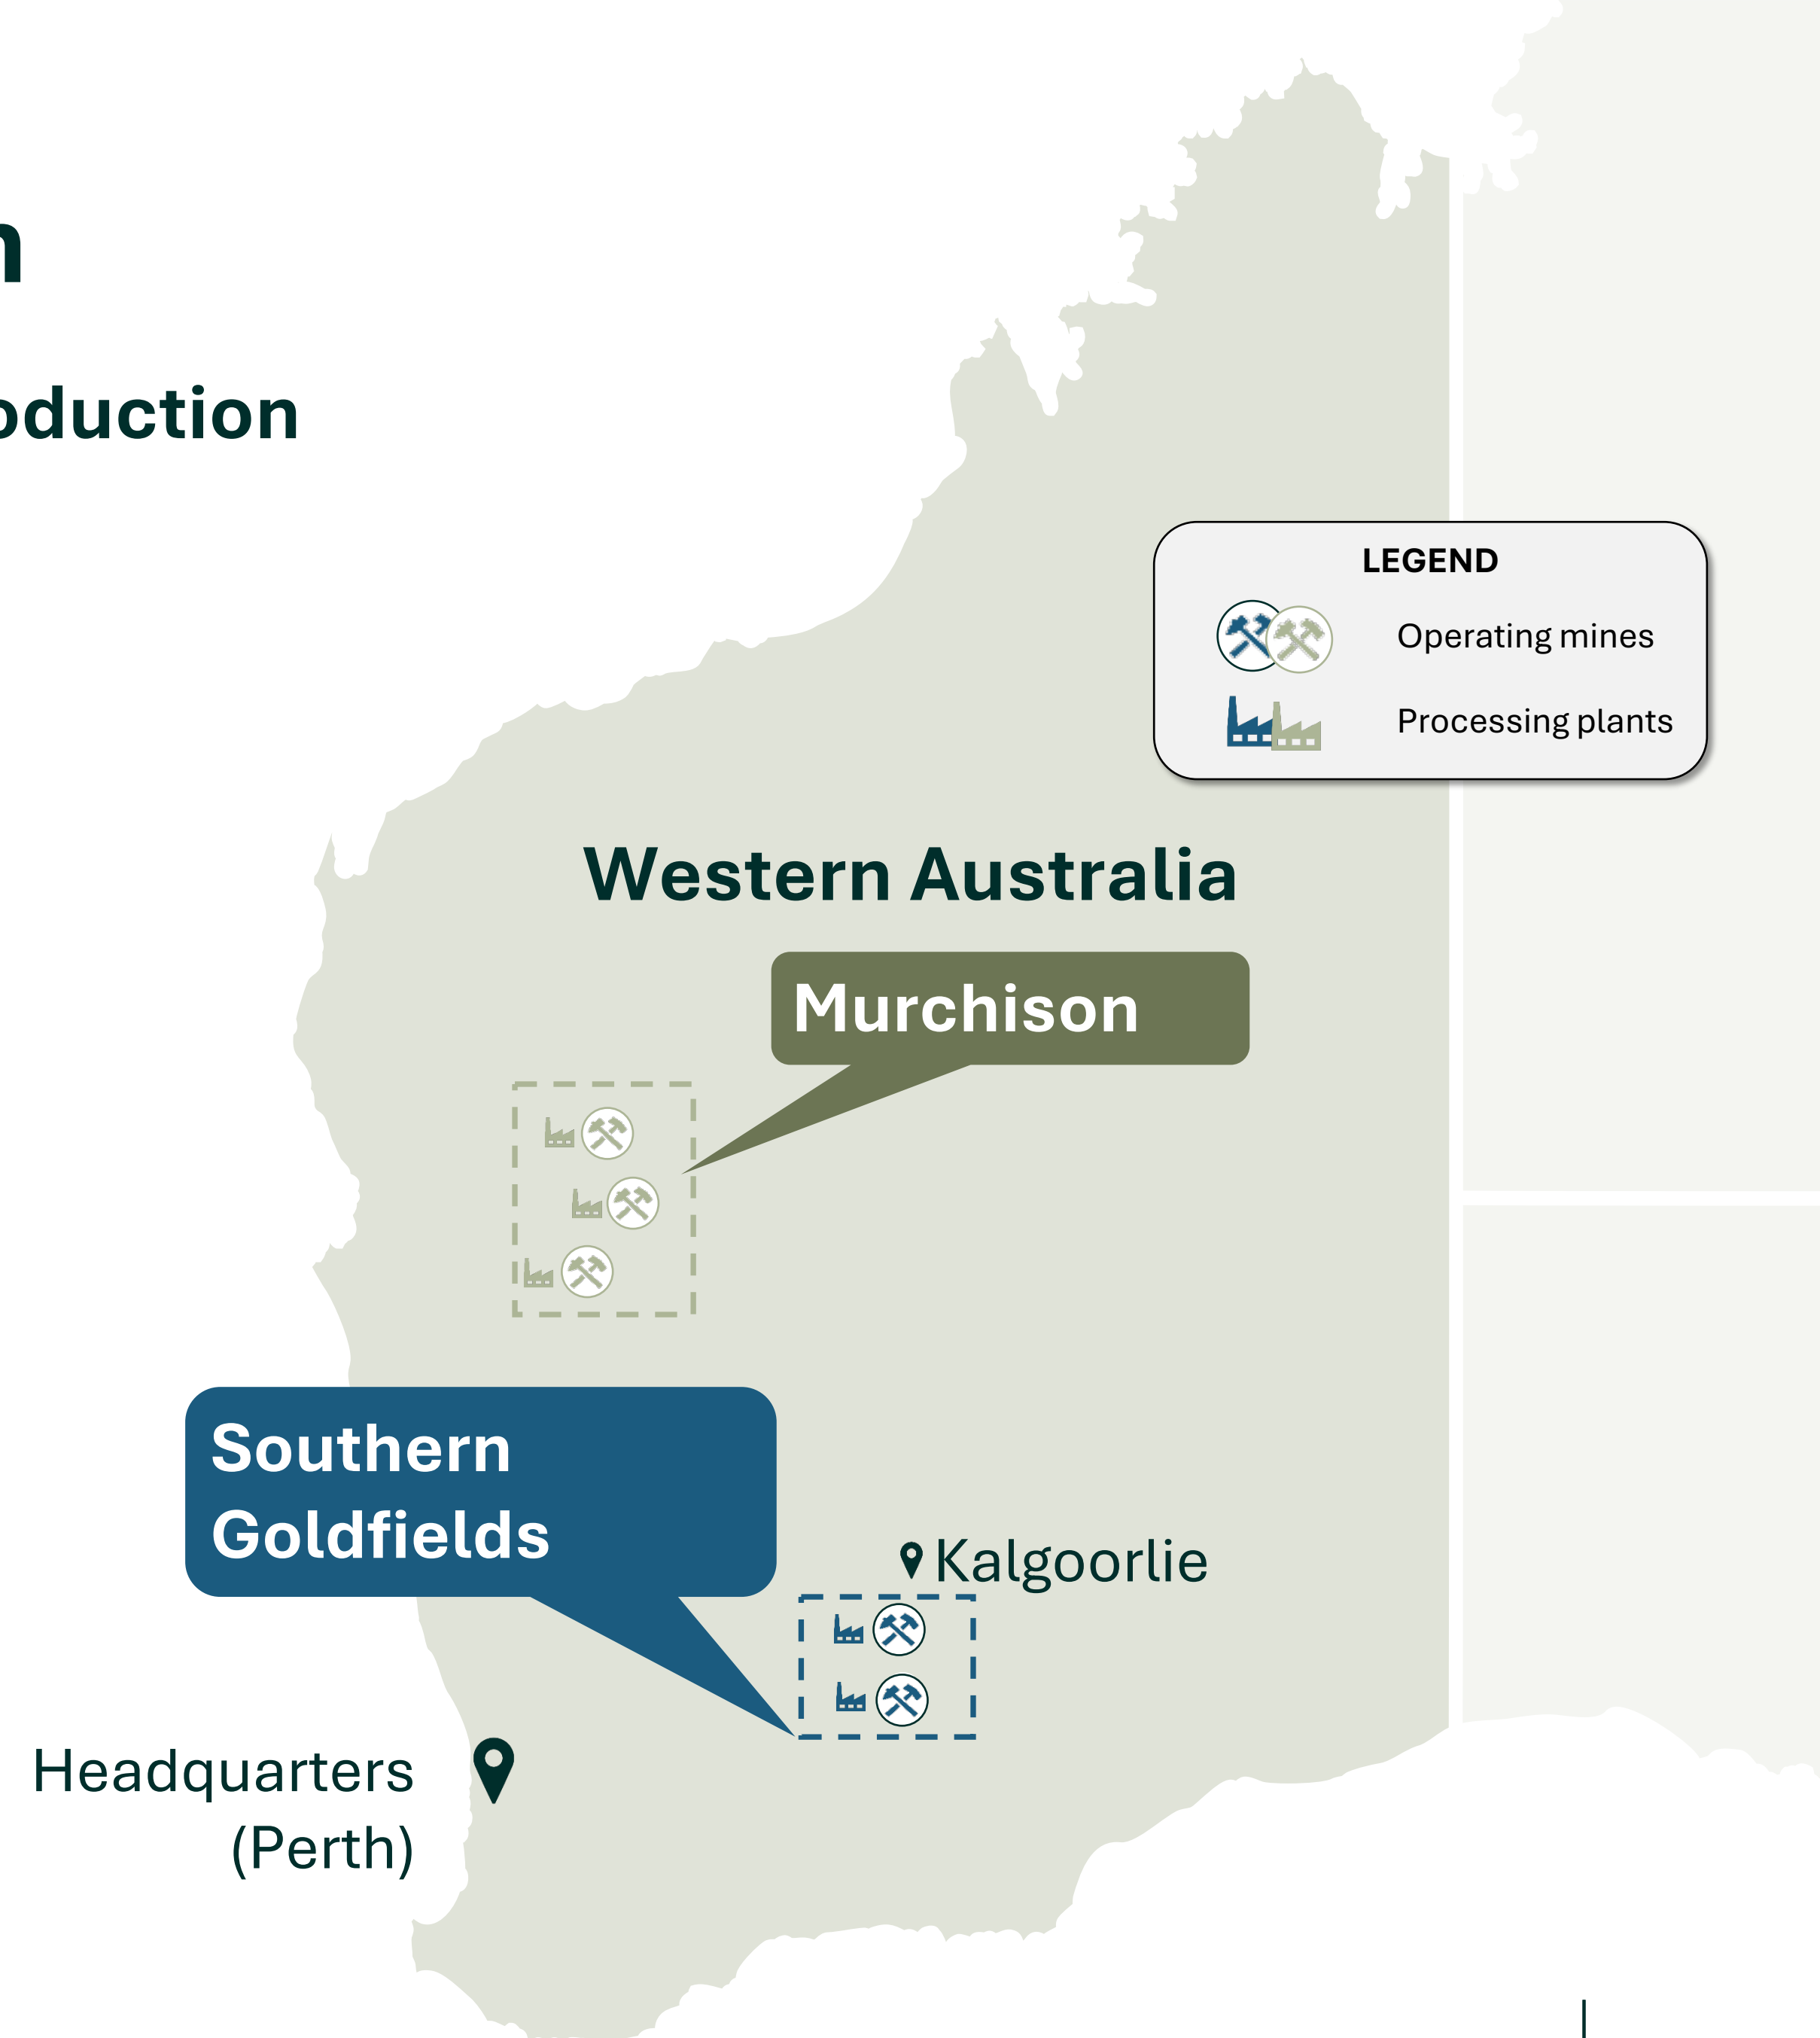 n
oduction
LEGEND
Operating mines
Processing plants
Western Australia
Murchison
Southern
Goldfields
Kalgoorlie
Headquarters
(Perth)